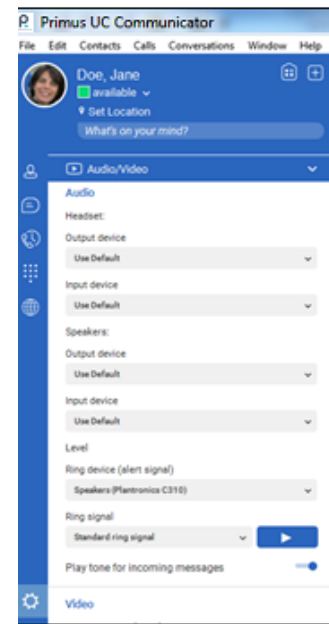 Primus UC Communicator
File Edit Contacts Calls Conversations Window Help
Doe, Jane
available
Set Location
What's on your mind?
Audio/Video
Audio
Headset:
Output device
Use Default
Input device
Use Default
Speakers:
Output device
Use Default
Input device
Use Default
Level
Ring device (alert signal)
Speakers (Plantronics C310)
Ring signal
Standard ring signal
Play tone for incoming messages
Video